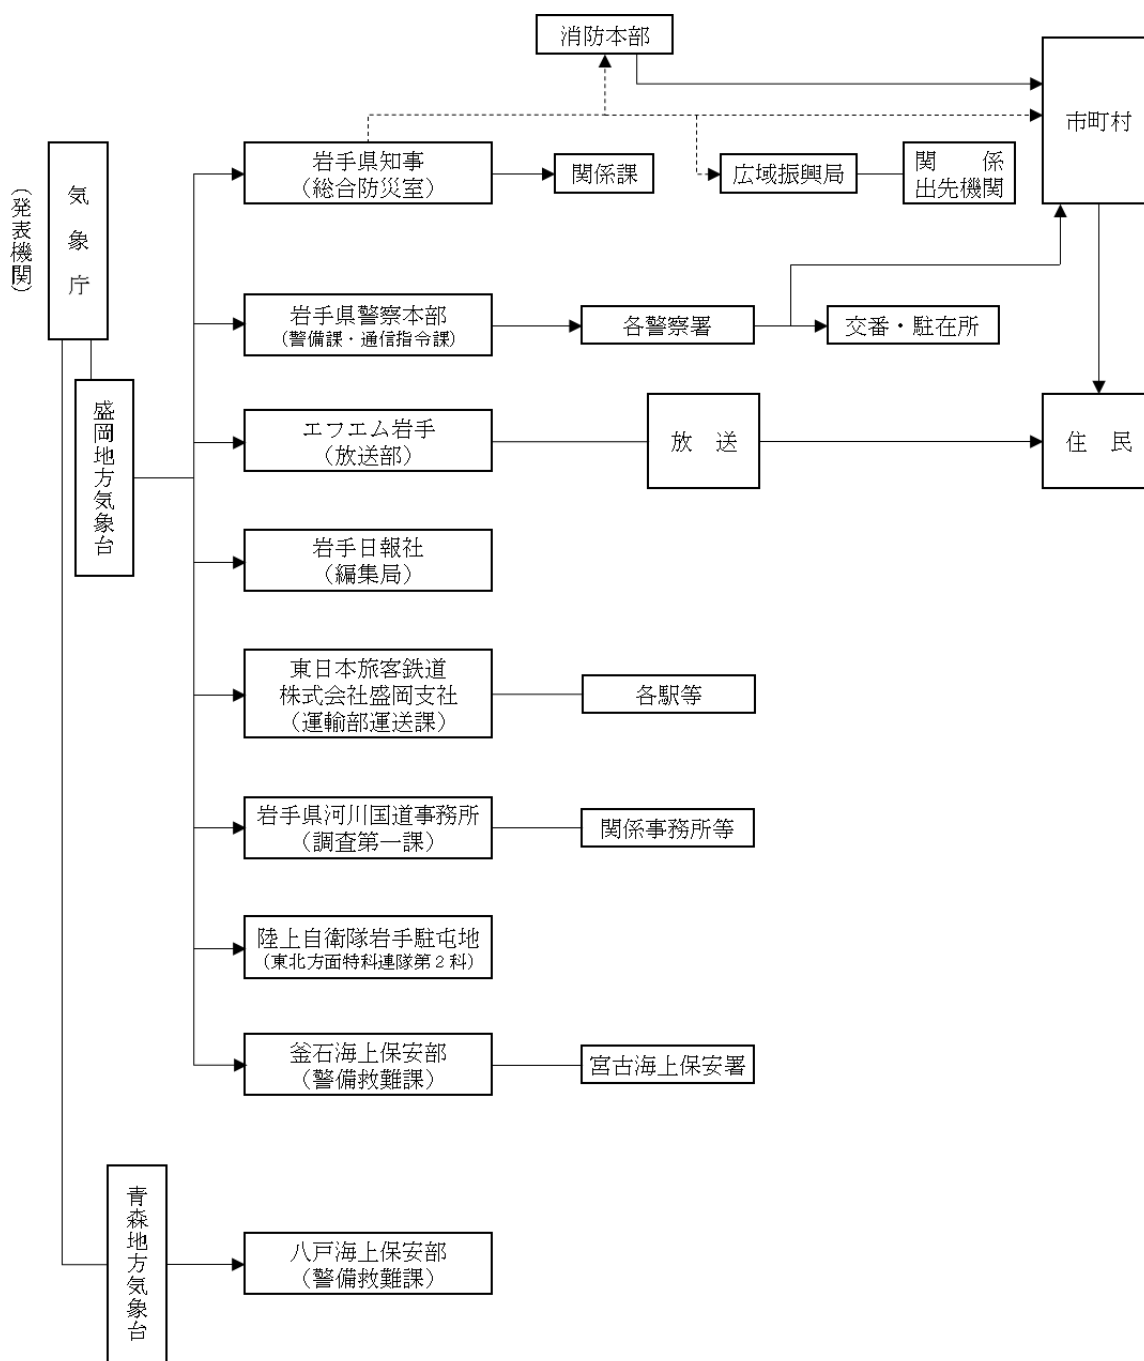 消防本部
市町村
気象庁
(発表機関)
岩手県知事
(総合防災室)
関係課
広域振興局
関　係
出先機関
岩手県警察本部
(警備課・通信指令課)
各警察署
交番・駐在所
盛岡地方気象台
エフエム岩手
(放送部)
放　送
住　民
岩手日報社
(編集局)
東日本旅客鉄道
株式会社盛岡支社
(運輸部運送課)
各駅等
岩手県河川国道事務所
(調査第一課)
関係事務所等
陸上自衛隊岩手駐屯地
(東北方面特科連隊第2科)
釜石海上保安部
(警備救難課)
宮古海上保安署
青森地方気象台
八戸海上保安部
(警備救難課)